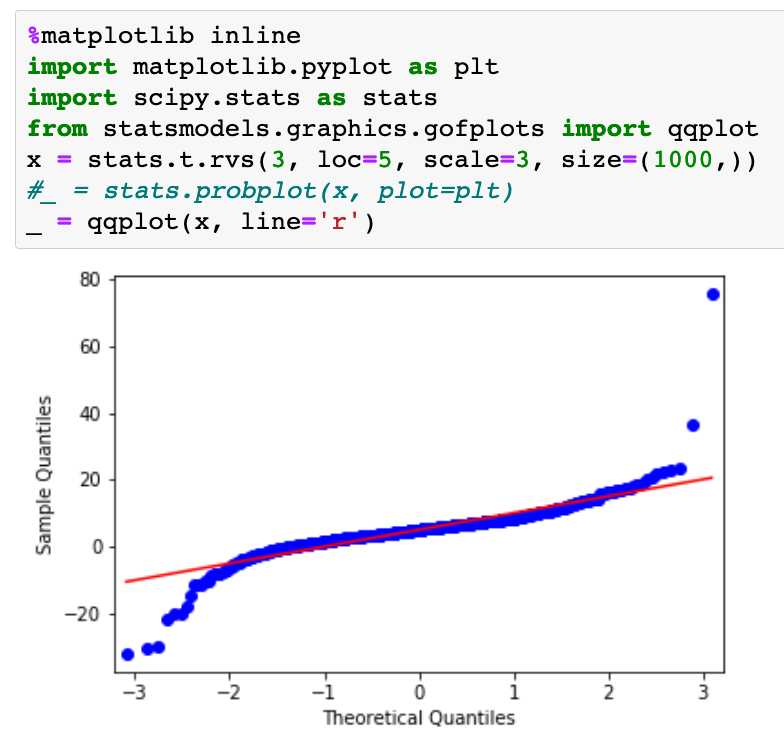 %matplotlib inline
import matplotlib.pyplot as plt
import scipy.stats as stats
from statsmodels.graphics.gofplots import qqplot
x = stats.t.rvs(3, loc=5, scale=3, size=(1000,))
#_ = stats.probplot(x, plot=plt)
_ = qqplot(x, line='r')
80
60
40
20
0
−20
Sample Quantiles
−3 −2 −1 0 1 2 3
Theoretical Quantiles